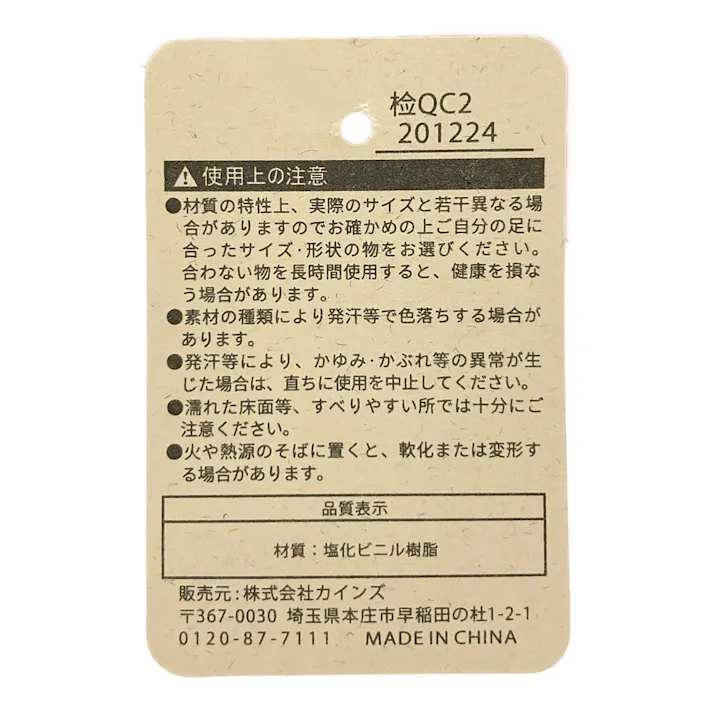 检QC2
201224
使用上の注意
●材質の特性上、実際のサイズと若干異なる場
合がありますのでお確かめの上ご自分の足に
合ったサイズ・形状の物をお選びください。
合わない物を長時間使用すると、健康を損な
う場合があります。
●素材の種類により発汗等で色落ちする場合が
あります。
●発汗等により、かゆみ・かぶれ等の異常が生
じた場合は、直ちに使用を中止してください。
●濡れた床面等、すべりやすい所では十分にご
注意ください。
●火や熱源のそばに置くと、軟化または変形す
る場合があります。
品質表示
材質：塩化ビニル樹脂
販売元：株式会社カインズ
〒367-0030 埼玉県本庄市早稲田の杜1-2-1
0120-87-7111 MADE IN CHINA